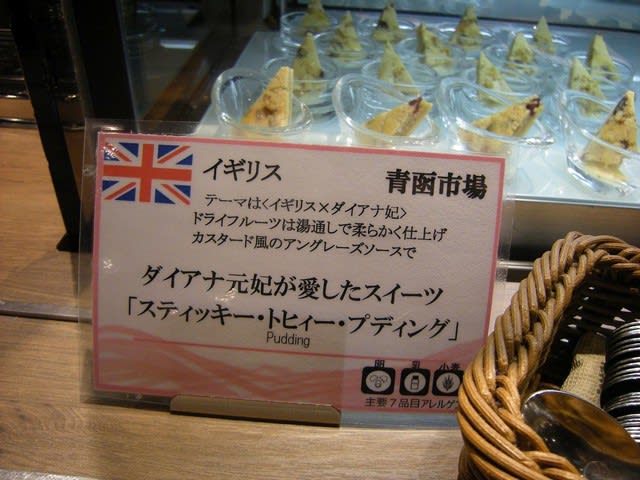 イギリス
青函市場
テーマは<イギリス×ダイアナ妃>
ドライフルーツは湯通しで柔らかく仕上げ
カスタード風のアングレーズソースで
ダイアナ元妃が愛したスイーツ
「スティッキー・トヒィー・プディング」
Pudding
卵 乳 小麦
主要7品目アレルゲン